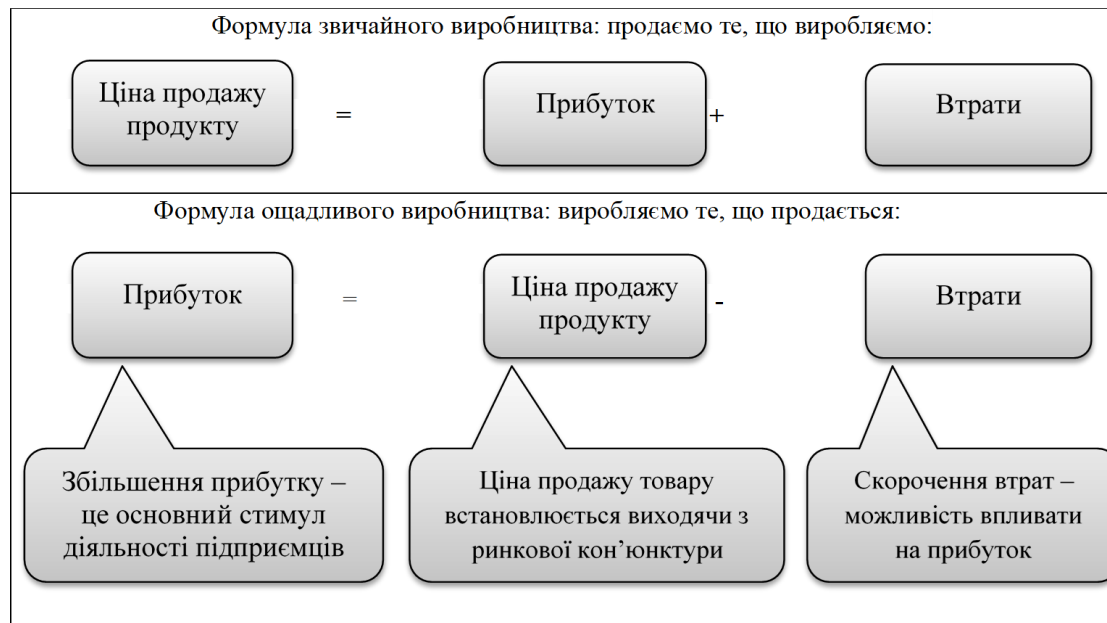 Формула звичайного виробництва: продаємо те, що виробляємо:
Ціна продажу
продукту
=
Прибуток
+
Втрати
Формула ощадливого виробництва: виробляємо те, що продається:
Прибуток
=
Ціна продажу
продукту
-
Втрати
Збільшення прибутку –
це основний стимул
діяльності підприємців
Ціна продажу товару
встановлюється виходячи з
ринкової кон’юнктури
Скорочення втрат –
можливість впливати
на прибуток